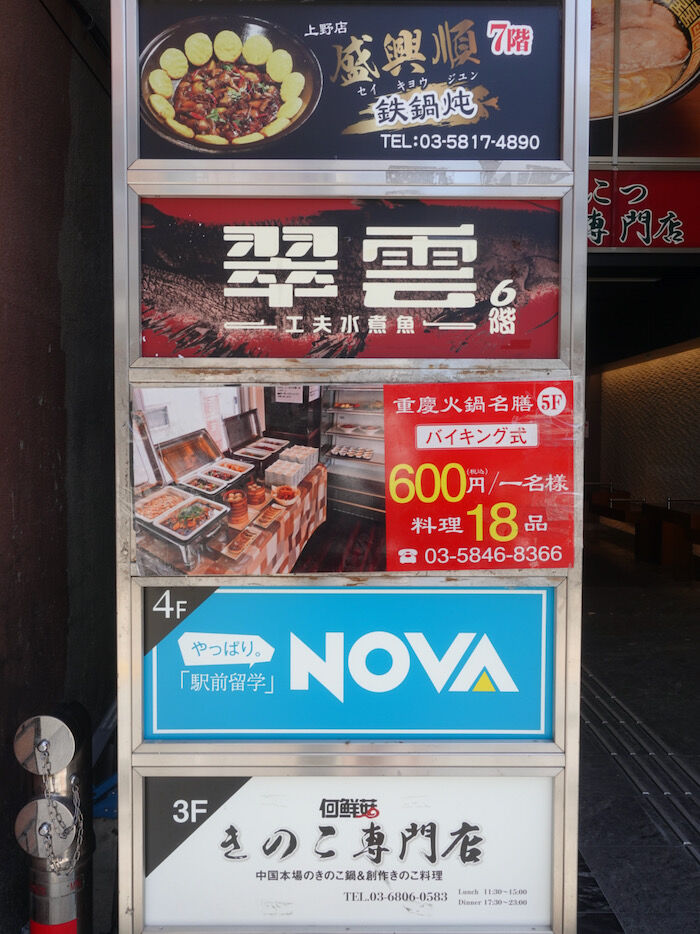 上野店
盛興順
7階
セイ キョウ ジュン
鉄鍋炖
TEL:03-5817-4890
翠雲
工夫水煮魚
6階
重慶火鍋名膳 5F
バイキング式
600円(税込)/一名様
料理18品
☎ 03-5846-8366
4F
やっぱり。
「駅前留学」
NOVA
3F
何鮮菇
きのこ専門店
中国本場のきのこ鍋&創作きのこ料理
TEL.03-6806-0583
Lunch 11:30~15:00
Dinner 17:30~23:00
こつ
専門店